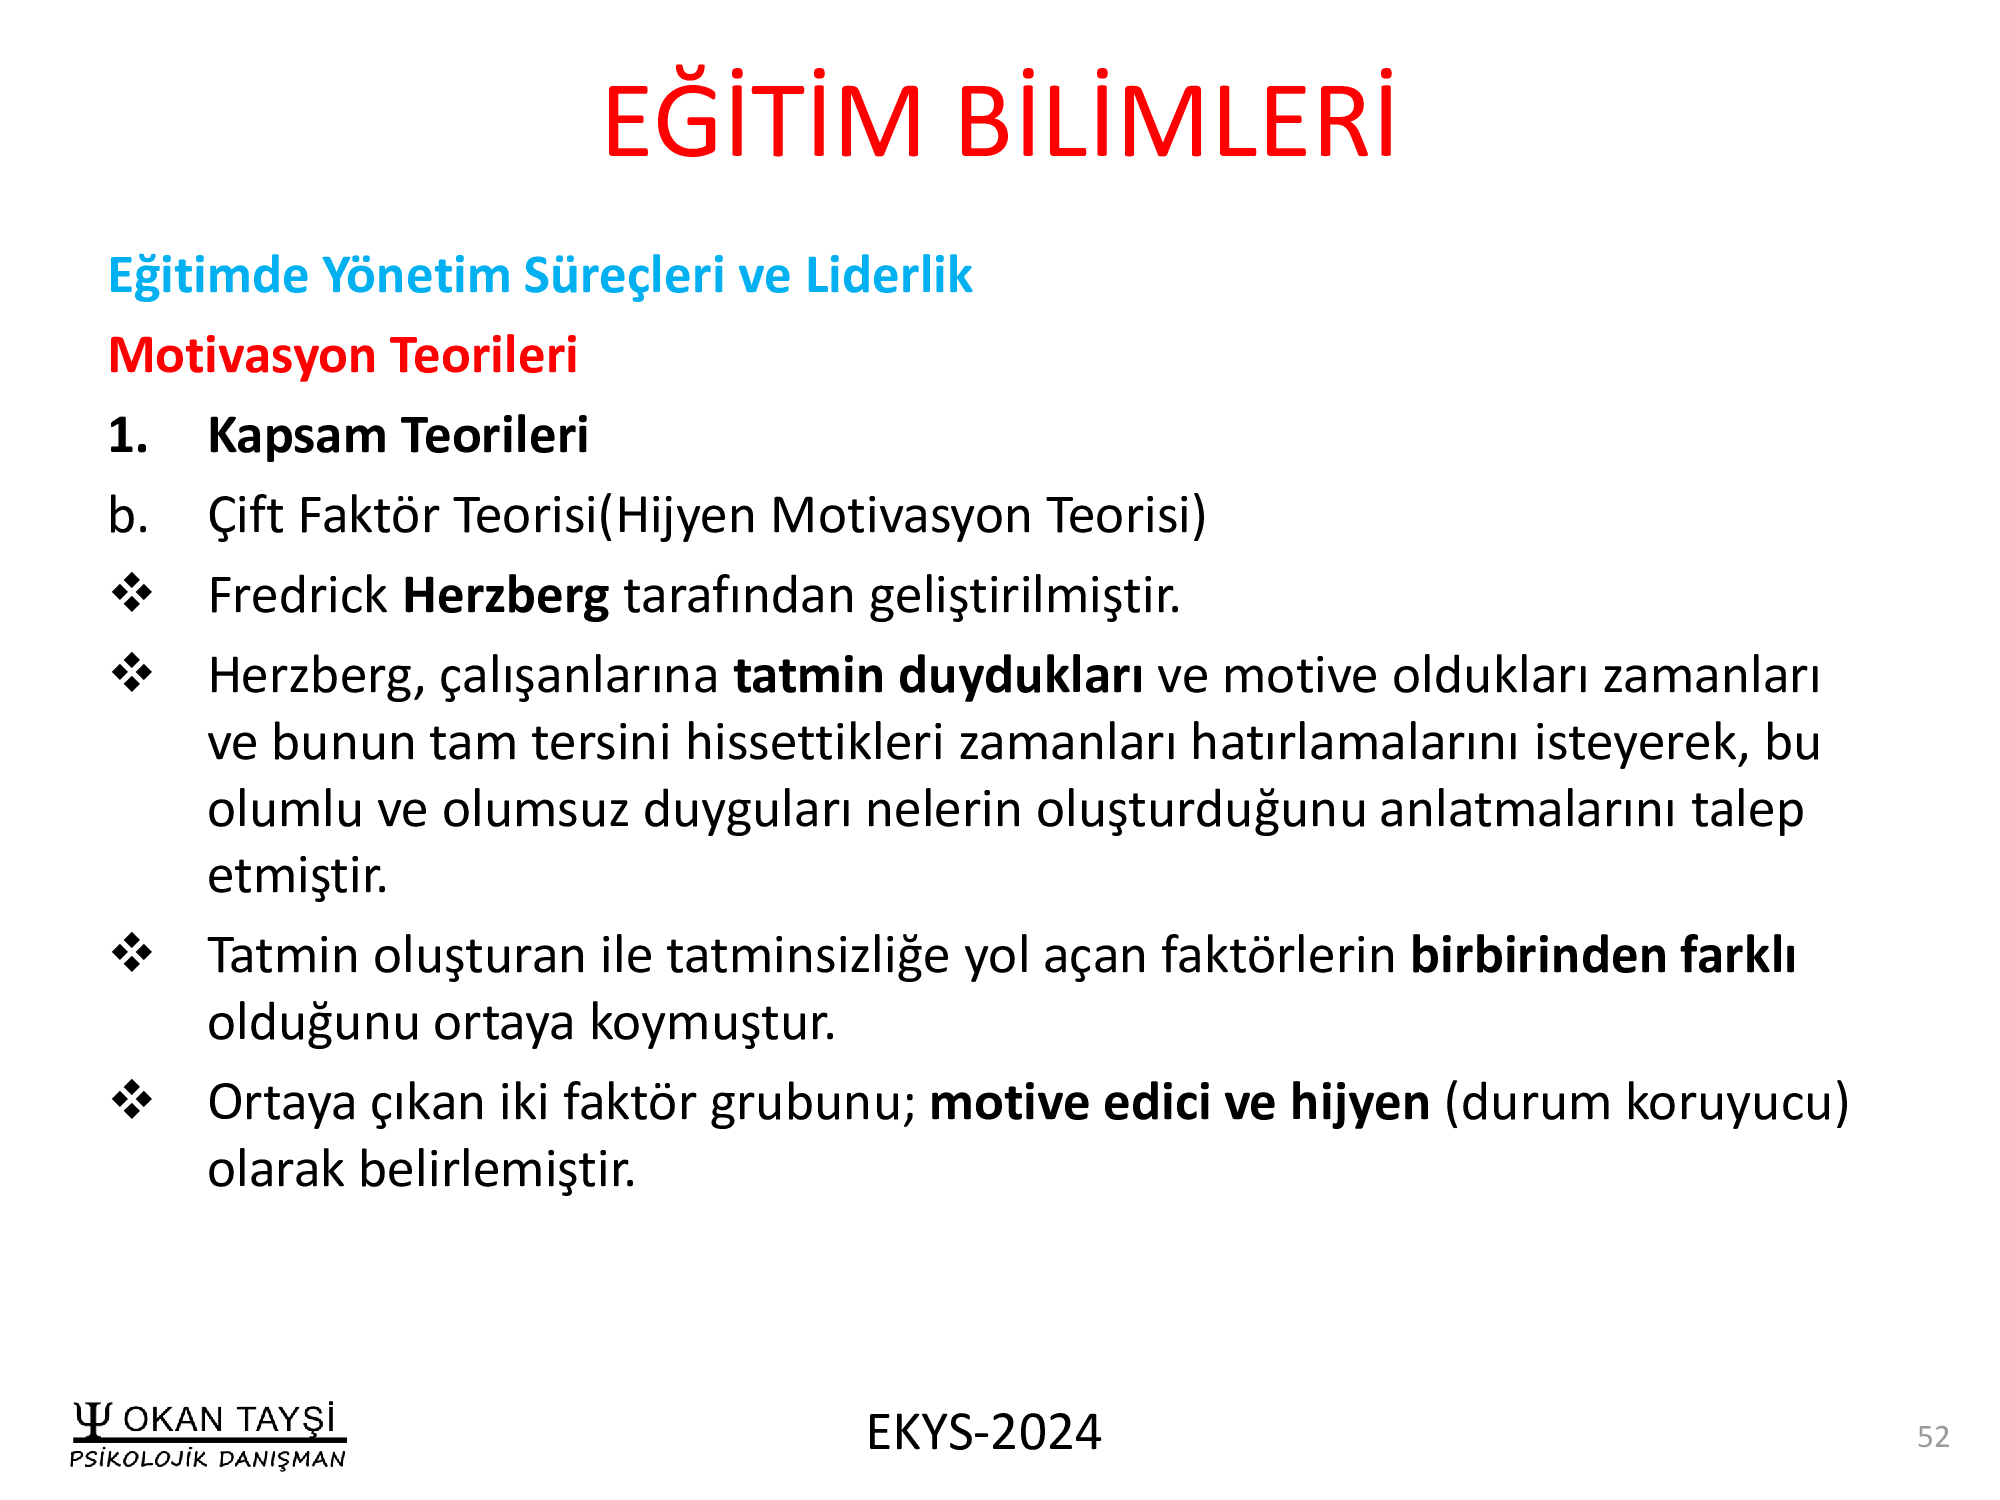 EĞİTİM BİLİMLERİ
Eğitimde Yönetim Süreçleri ve Liderlik
Motivasyon Teorileri
1. Kapsam Teorileri
b. Çift Faktör Teorisi(Hijyen Motivasyon Teorisi)
❖ Fredrick Herzberg tarafından geliştirilmiştir.
❖ Herzberg, çalışanlarına tatmin duydukları ve motive oldukları zamanları
ve bunun tam tersini hissettikleri zamanları hatırlamalarını isteyerek, bu
olumlu ve olumsuz duyguları nelerin oluşturduğunu anlatmalarını talep
etmiştir.
❖ Tatmin oluşturan ile tatminsizliğe yol açan faktörlerin birbirinden farklı
olduğunu ortaya koymuştur.
❖ Ortaya çıkan iki faktör grubunu; motive edici ve hijyen (durum koruyucu)
olarak belirlemiştir.
Ψ OKAN TAYŞİ
PSİKOLOJİK DANIŞMAN
EKYS-2024
52